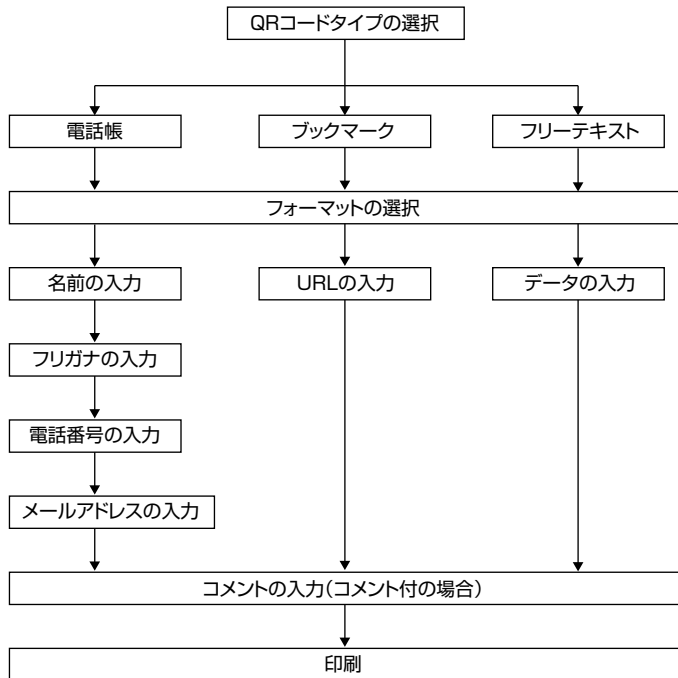 QRコードタイプの選択
電話帳
ブックマーク
フリーテキスト
フォーマットの選択
名前の入力
URLの入力
データの入力
フリガナの入力
電話番号の入力
メールアドレスの入力
コメントの入力(コメント付の場合)
印刷